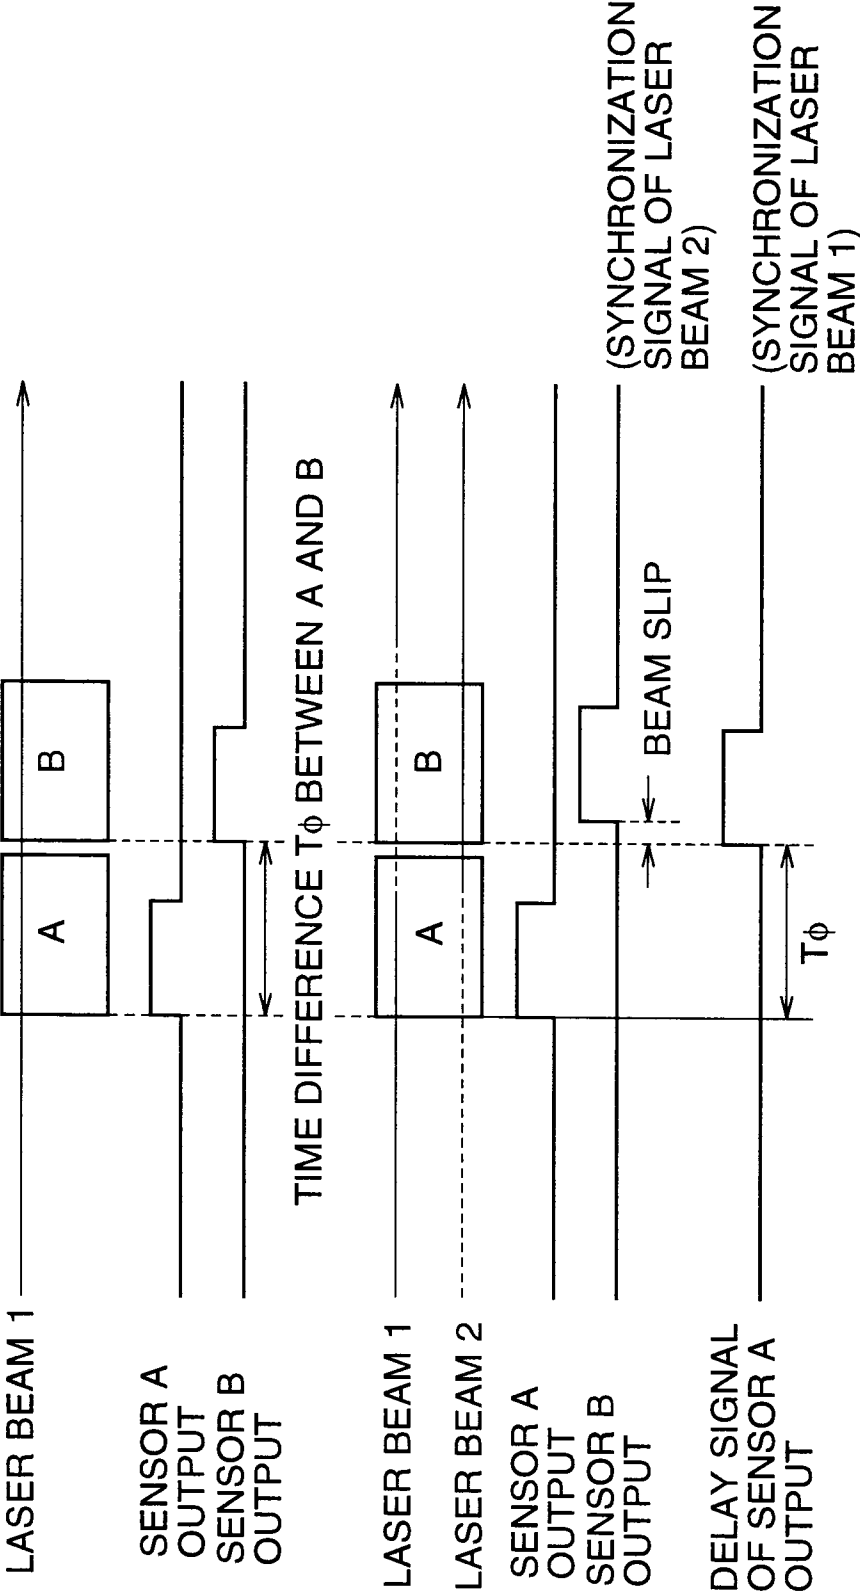 LASER BEAM 1
A
B
SENSOR A
OUTPUT
SENSOR B
OUTPUT
TIME DIFFERENCE Tϕ BETWEEN A AND B
LASER BEAM 1
LASER BEAM 2
A
B
SENSOR A
OUTPUT
SENSOR B
OUTPUT
(SYNCHRONIZATION
SIGNAL OF LASER
BEAM 2)
BEAM SLIP
DELAY SIGNAL
OF SENSOR A
OUTPUT
(SYNCHRONIZATION
SIGNAL OF LASER
BEAM 1)
Tϕ